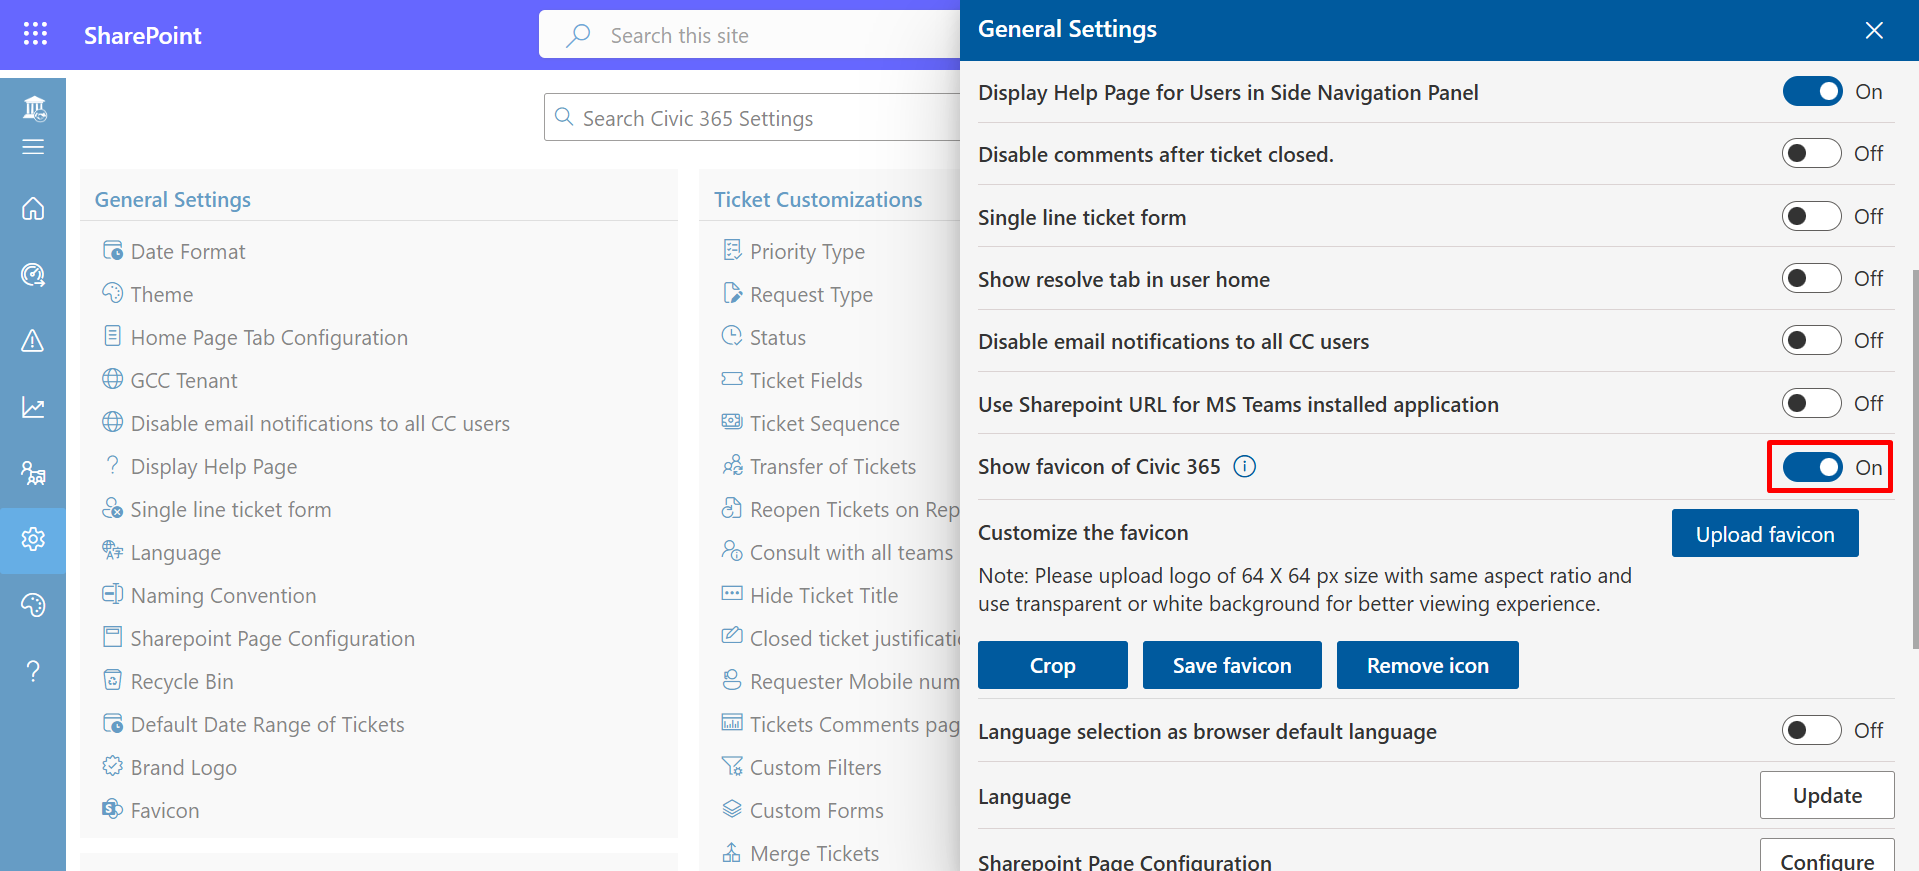 SharePoint
Search this site
Search Civic 365 Settings
General Settings
Date Format
Theme
Home Page Tab Configuration
GCC Tenant
Disable email notifications to all CC users
Display Help Page
Single line ticket form
Language
Naming Convention
Sharepoint Page Configuration
Recycle Bin
Default Date Range of Tickets
Brand Logo
Favicon
Ticket Customizations
Priority Type
Request Type
Status
Ticket Fields
Ticket Sequence
Transfer of Tickets
Reopen Tickets on Rep
Consult with all teams
Hide Ticket Title
Closed ticket justificati
Requester Mobile num
Tickets Comments pag
Custom Filters
Custom Forms
Merge Tickets
General Settings
Display Help Page for Users in Side Navigation Panel On
Disable comments after ticket closed. Off
Single line ticket form Off
Show resolve tab in user home Off
Disable email notifications to all CC users Off
Use Sharepoint URL for MS Teams installed application Off
Show favicon of Civic 365 On
Customize the favicon Upload favicon
Note: Please upload logo of 64 X 64 px size with same aspect ratio and
use transparent or white background for better viewing experience.
Crop Save favicon Remove icon
Language selection as browser default language Off
Language Update
Sharepoint Page Configuration Configure